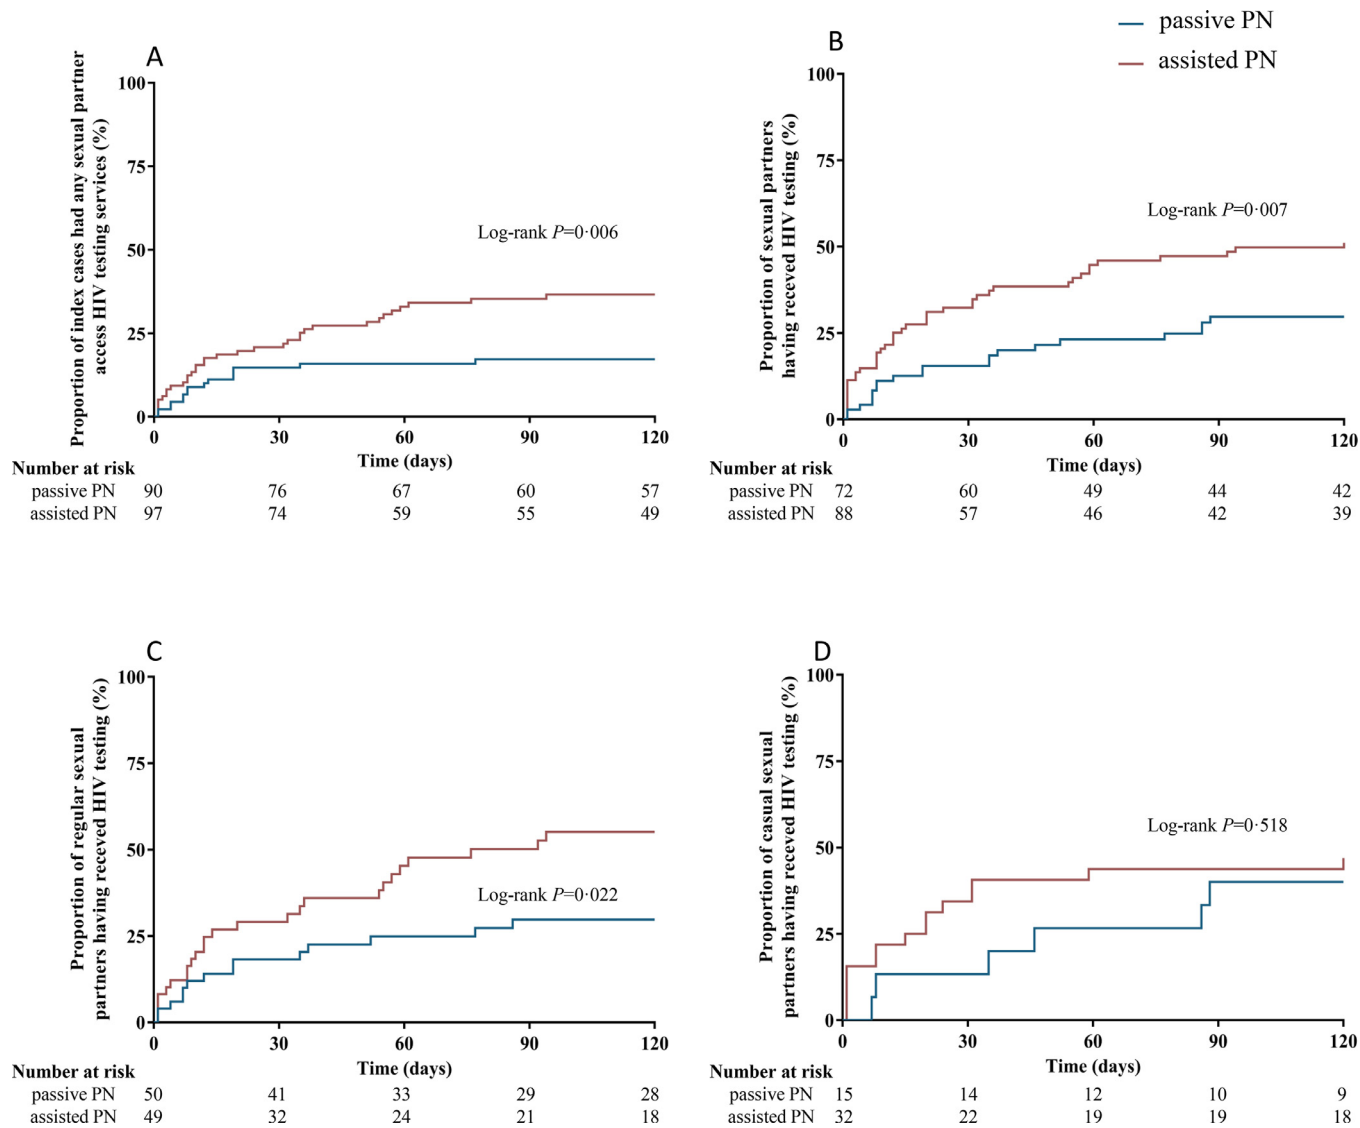 passive PN
assisted PN
A
Proportion of index cases had any sexual partner
access HIV testing services (%)
100
75
50
25
0
Log-rank P=0·006
0 30 60 90 120
Time (days)
Number at risk
passive PN 90 76 67 60 57
assisted PN 97 74 59 55 49
B
Proportion of sexual partners
having receved HIV testing (%)
100
75
50
25
0
Log-rank P=0·007
0 30 60 90 120
Time (days)
Number at risk
passive PN 72 60 49 44 42
assisted PN 88 57 46 42 39
C
Proportion of regular sexual
partners having receved HIV testing (%)
100
75
50
25
0
Log-rank P=0·022
0 30 60 90 120
Time (days)
Number at risk
passive PN 50 41 33 29 28
assisted PN 49 32 24 21 18
D
Proportion of casual sexual
partners having receved HIV testing (%)
100
75
50
25
0
Log-rank P=0·518
0 30 60 90 120
Time (days)
Number at risk
passive PN 15 14 12 10 9
assisted PN 32 22 19 19 18